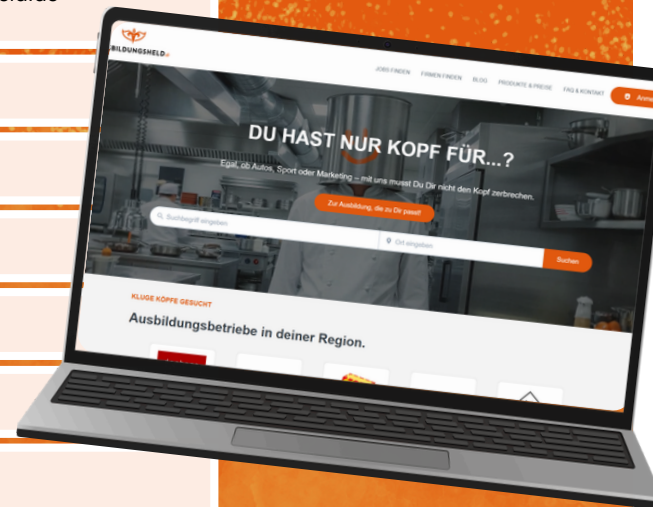 BILDUNGSHELD
JOBS FINDEN FIRMEN FINDEN BLOG PRODUKTE & PREISE FAQ & KONTAKT
DU HAST NUR KOPF FÜR...?
Egal, ob Autos, Sport oder Marketing – mit uns musst Du Dir nicht den Kopf zerbrechen.
Zur Ausbildung, die zu Dir passt!
Suchbegriff eingeben
Ort eingeben
Suchen
KLUGE KÖPFE GESUCHT
Ausbildungsbetriebe in deiner Region.